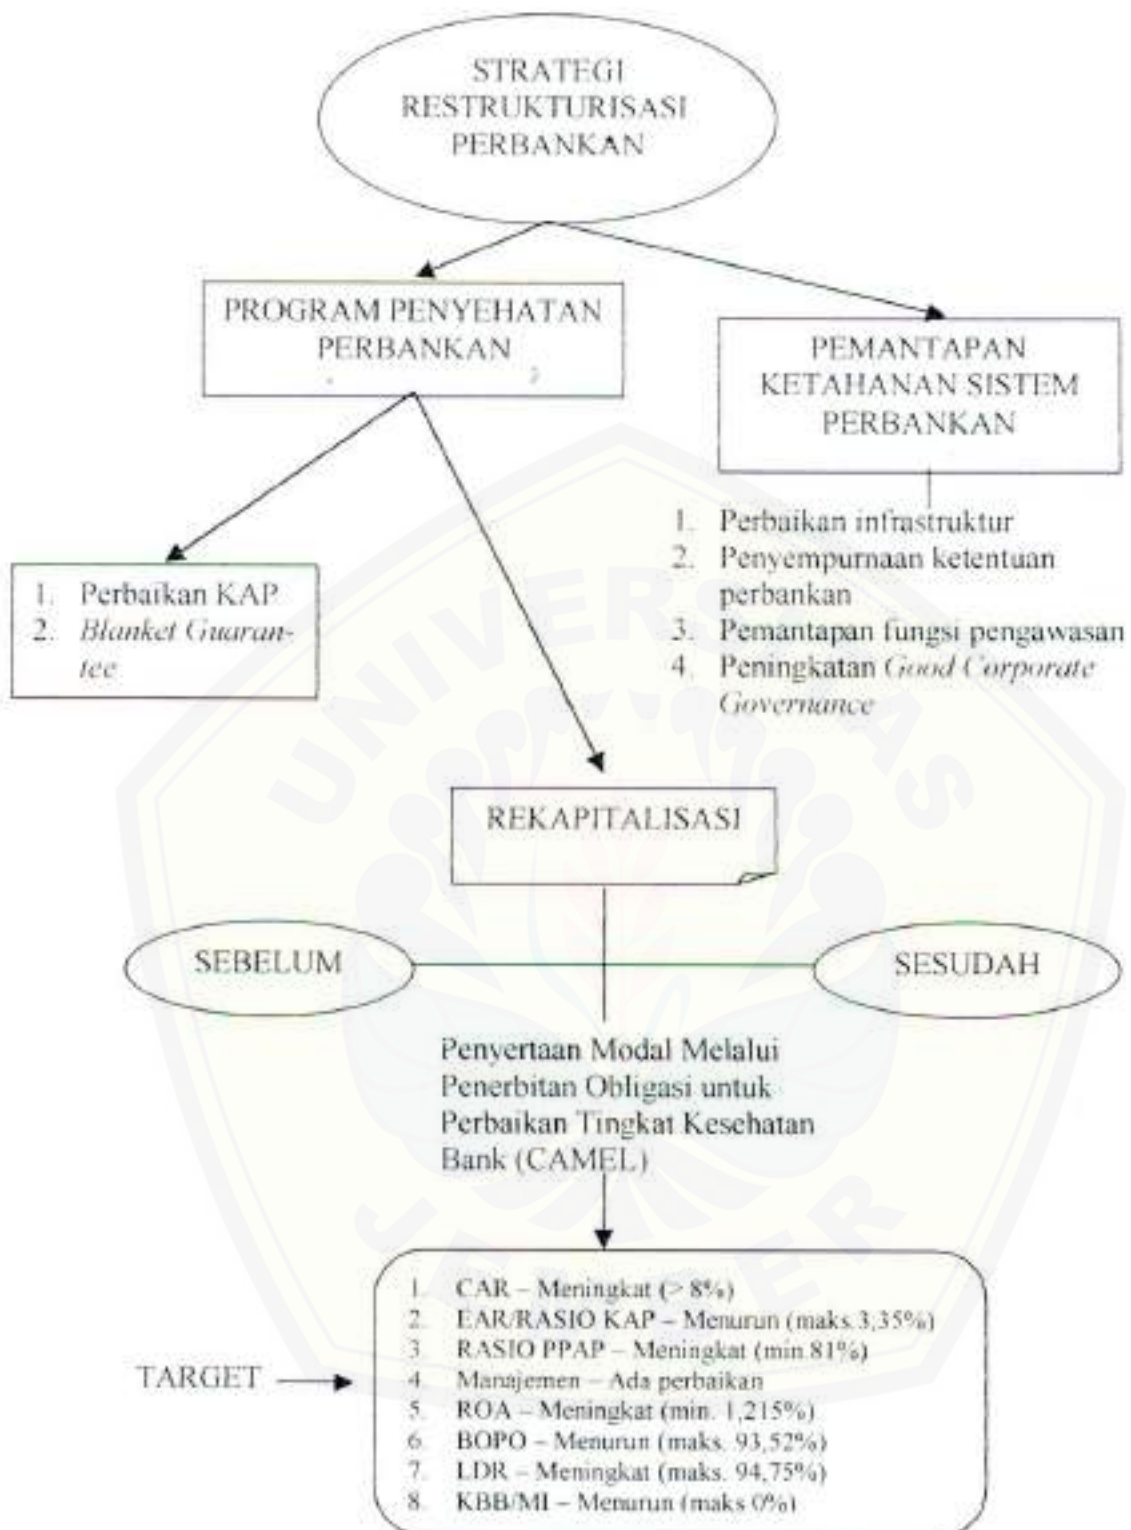 STRATEGI
RESTRUKTURISASI
PERBANKAN
PROGRAM PENYEHATAN
PERBANKAN
PEMANTAPAN
KETAHANAN SISTEM
PERBANKAN
1. Perbaikan infrastruktur
2. Penyempurnaan ketentuan
perbankan
3. Pemantapan fungsi pengawasan
4. Peningkatan Good Corporate
Governance
1. Perbaikan KAP
2. Blanket Guaran-
tee
REKAPITALISASI
SEBELUM
SESUDAH
Penyertaan Modal Melalui
Penerbitan Obligasi untuk
Perbaikan Tingkat Kesehatan
Bank (CAMEL)
TARGET
1. CAR – Meningkat (> 8%)
2. EAR/RASIO KAP – Menurun (maks.3,35%)
3. RASIO PPAP – Meningkat (min.81%)
4. Manajemen – Ada perbaikan
5. ROA – Meningkat (min. 1,215%)
6. BOPO – Menurun (maks. 93,52%)
7. LDR – Meningkat (maks. 94,75%)
8. KBB/MI – Menurun (maks 0%)
UNIVERSITAS
JEMBER